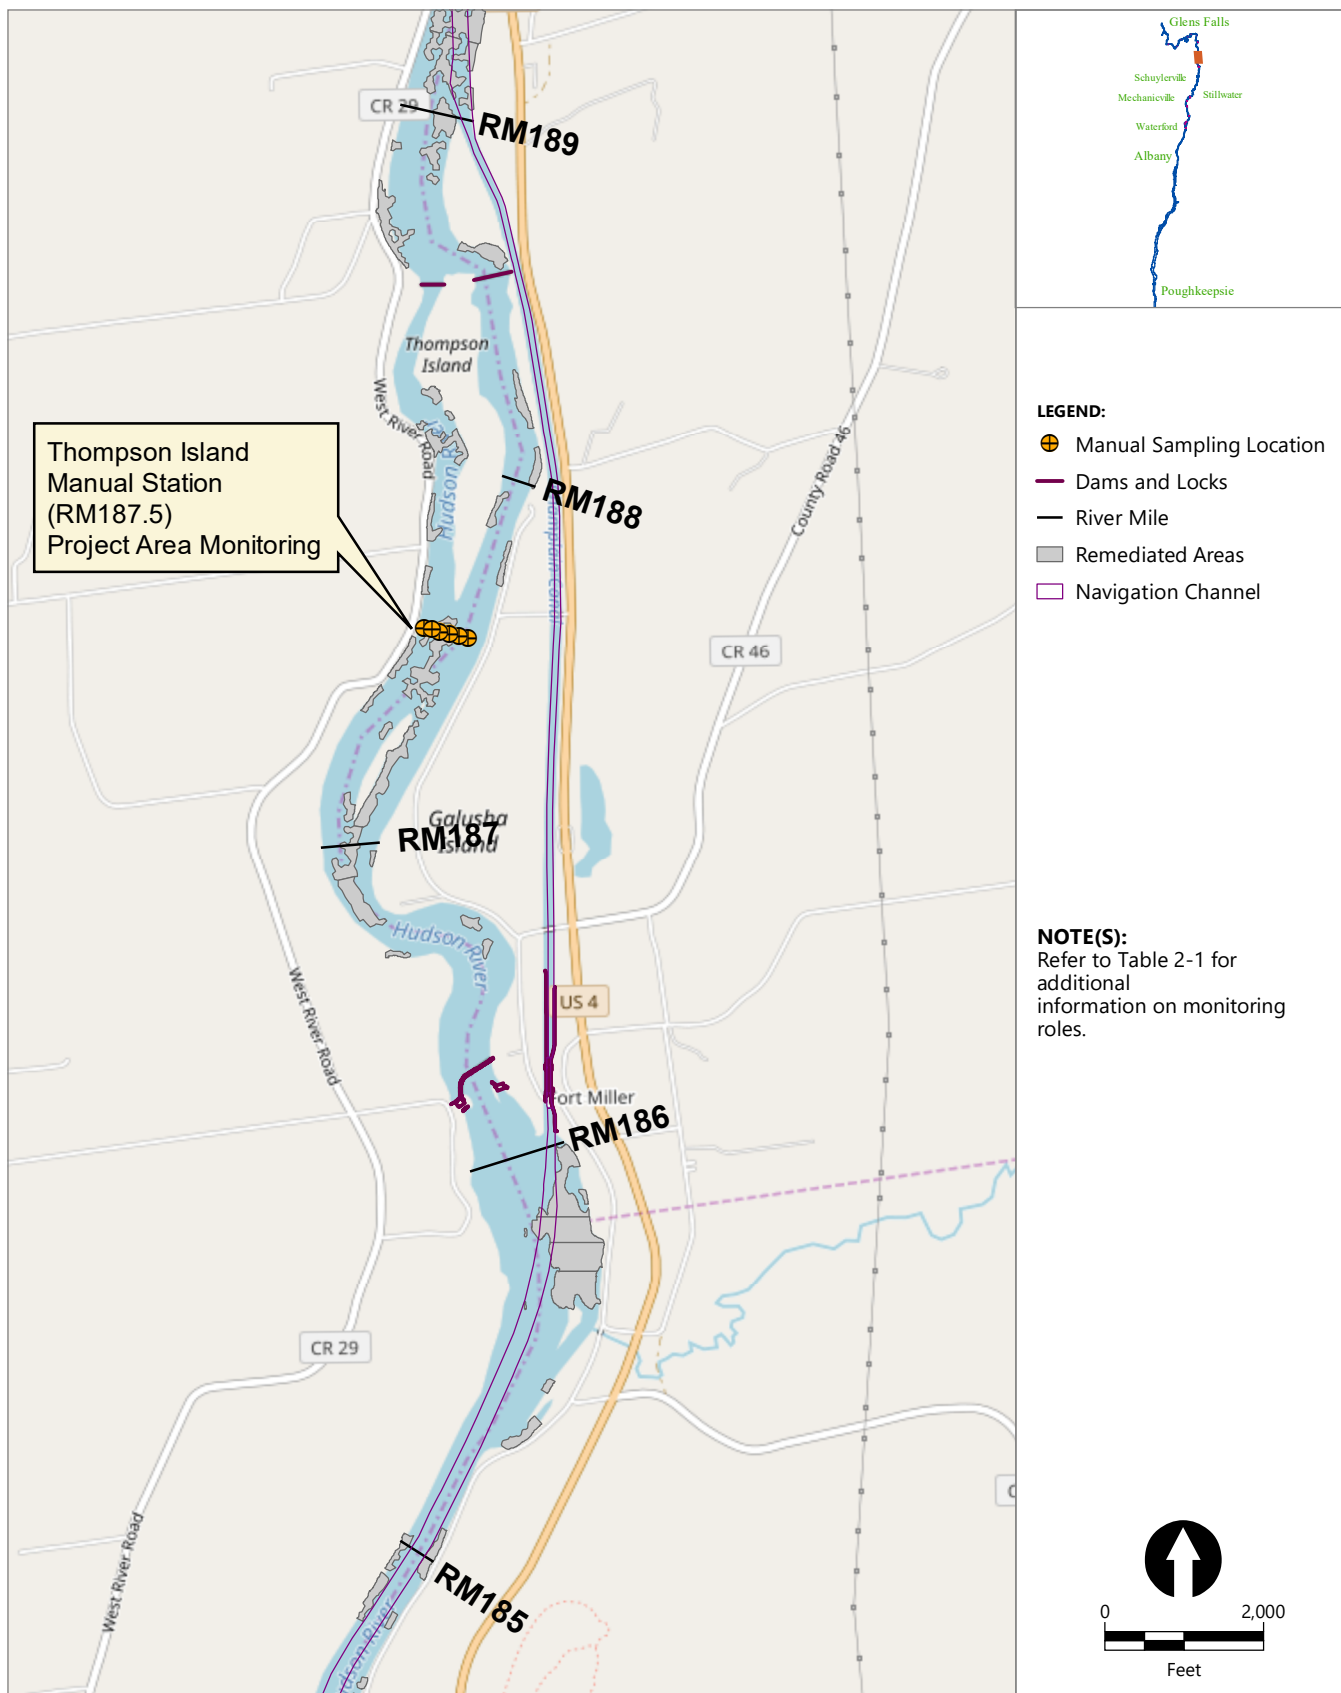 Glens Falls
Schuylerville
Mechanicville
Stillwater
Waterford
Albany
Poughkeepsie
CR 29
RM189
Thompson
Island
West River Road
Hudson R
RM188
County Road 46
Thompson Island
Manual Station
(RM187.5)
Project Area Monitoring
CR 46
Galusha
Island
RM187
Hudson River
US 4
West River Road
Fort Miller
RM186
CR 29
West River Road
RM185
Hudson River
LEGEND:
Manual Sampling Location
Dams and Locks
River Mile
Remediated Areas
Navigation Channel
NOTE(S):
Refer to Table 2-1 for
additional
information on monitoring
roles.
0 2,000
Feet